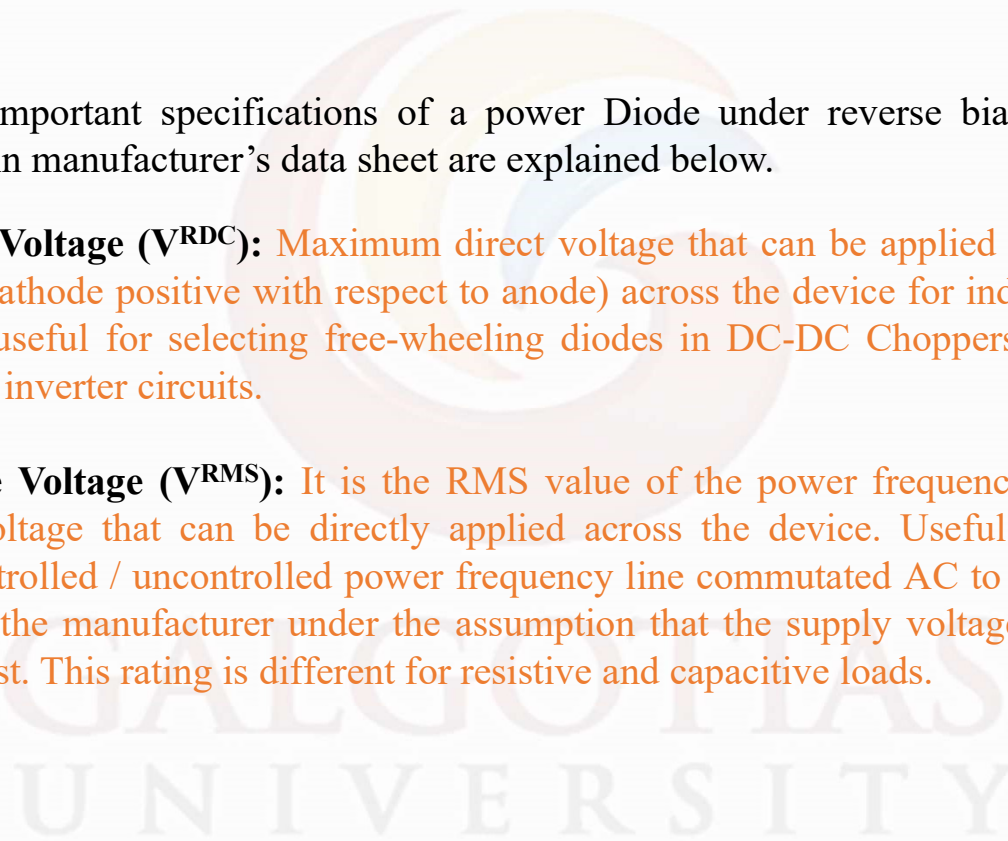 mportant specifications of a power Diode under reverse bia
n manufacturer's data sheet are explained below.
Voltage (VRDC): Maximum direct voltage that can be applied
athode positive with respect to anode) across the device for ind
useful for selecting free-wheeling diodes in DC-DC Choppers
inverter circuits.
e Voltage (VRMS): It is the RMS value of the power frequenc
oltage that can be directly applied across the device. Useful
trolled / uncontrolled power frequency line commutated AC to
the manufacturer under the assumption that the supply voltage
st. This rating is different for resistive and capacitive loads.
GALGOTIAS
UNIVERSITY